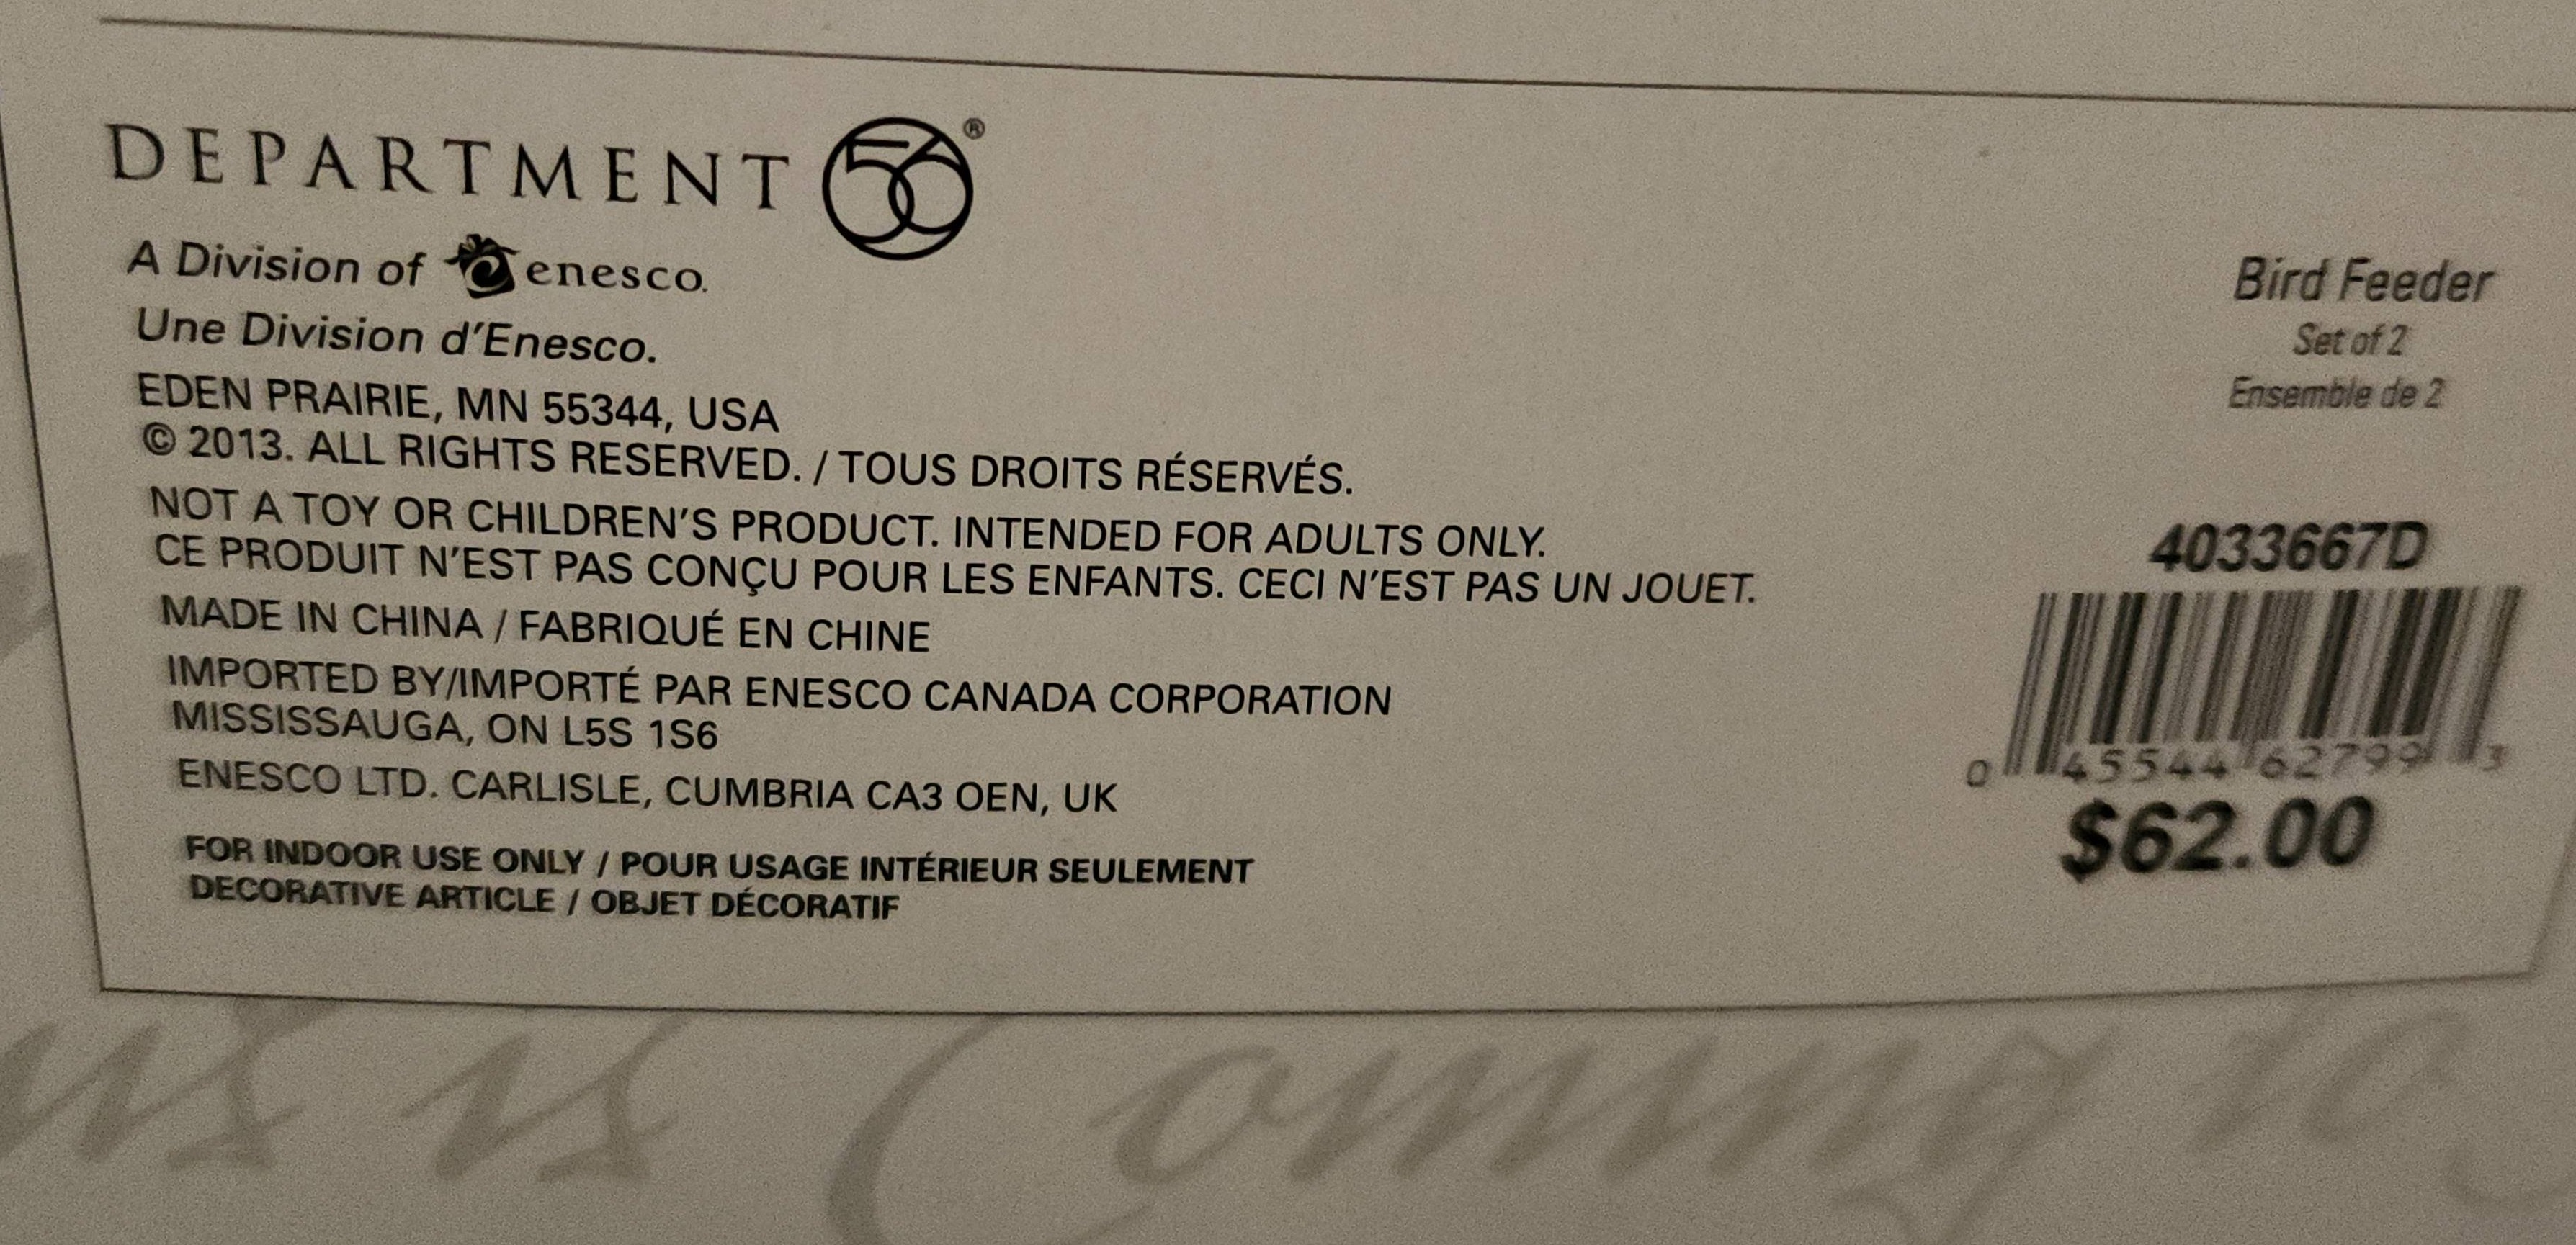 DEPARTMENT 56®
A Division of enesco.
Une Division d'Enesco.
EDEN PRAIRIE, MN 55344, USA
© 2013. ALL RIGHTS RESERVED. / TOUS DROITS RÉSERVÉS.
NOT A TOY OR CHILDREN'S PRODUCT. INTENDED FOR ADULTS ONLY.
CE PRODUIT N'EST PAS CONÇU POUR LES ENFANTS. CECI N'EST PAS UN JOUET.
MADE IN CHINA / FABRIQUÉ EN CHINE
IMPORTED BY/IMPORTÉ PAR ENESCO CANADA CORPORATION
MISSISSAUGA, ON L5S 1S6
ENESCO LTD. CARLISLE, CUMBRIA CA3 OEN, UK
FOR INDOOR USE ONLY / POUR USAGE INTÉRIEUR SEULEMENT
DECORATIVE ARTICLE / OBJET DÉCORATIF
Bird Feeder
Set of 2
Ensemble de 2
4033667D
0 45544 62799 3
$62.00
is Coming to